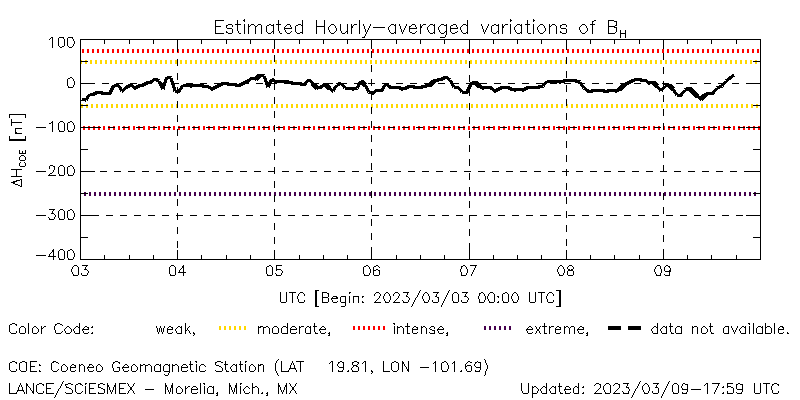 Estimated Hourly-averaged variations of BH
100
0
-100
-200
-300
-400
ΔHCOE [nT]
03 04 05 06 07 08 09
UTC [Begin: 2023/03/03 00:00 UTC]
Color Code: weak, moderate, intense, extreme, data not available.
COE: Coeneo Geomagnetic Station (LAT 19.81, LON -101.69)
LANCE/SCiESMEX - Morelia, Mich., MX Updated: 2023/03/09-17:59 UTC